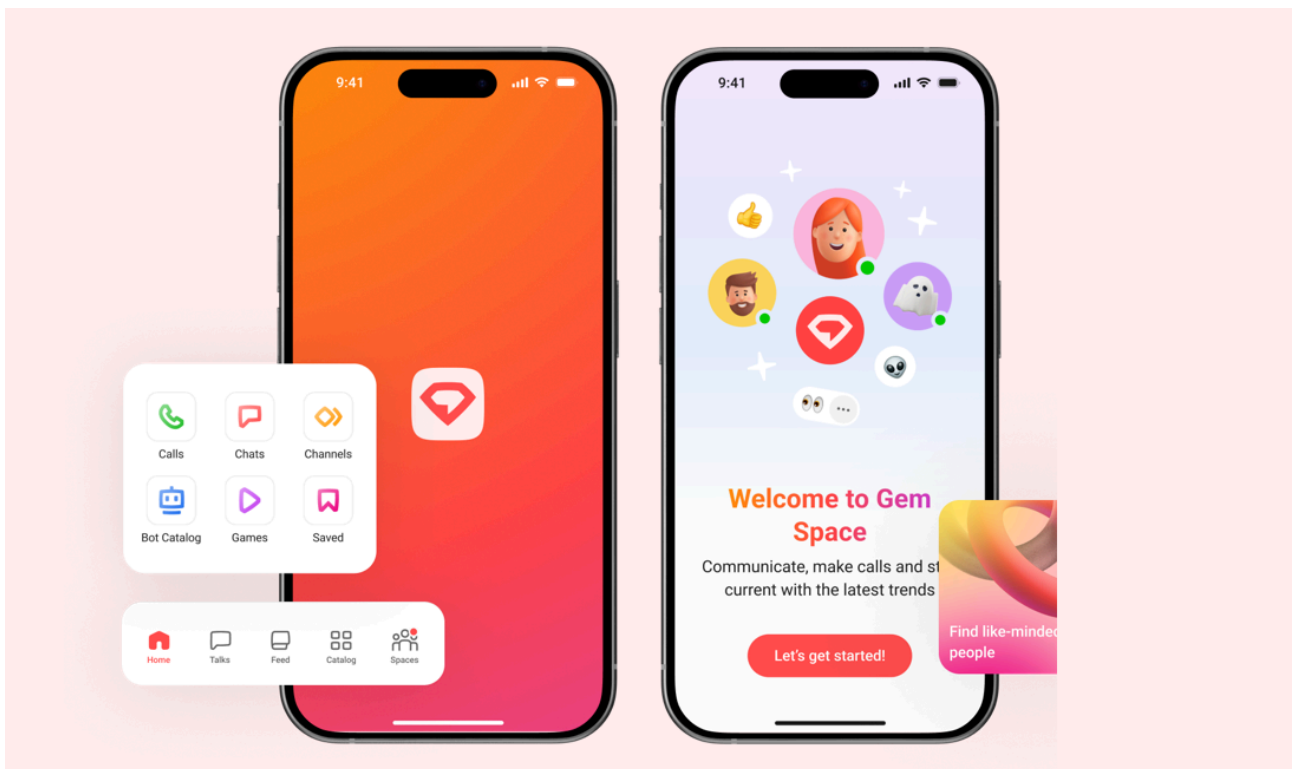 9:41
9:41
Calls
Chats
Channels
Bot Catalog
Games
Saved
Home
Talks
Feed
Catalog
Spaces
Welcome to Gem
Space
Communicate, make calls and st
current with the latest trends
Let's get started!
Find like-minded
people